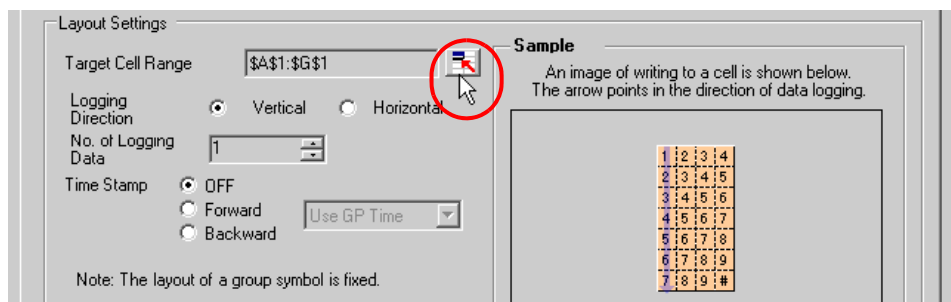 Layout Settings
Target Cell Range $A$1:$G$1
Logging
Direction Vertical Horizontal
No. of Logging
Data 1
Time Stamp OFF
Forward Use GP Time
Backward
Note: The layout of a group symbol is fixed.
Sample
An image of writing to a cell is shown below.
The arrow points in the direction of data logging.
1 2 3 4
2 3 4 5
3 4 5 6
4 5 6 7
5 6 7 8
6 7 8 9
7 8 9 #